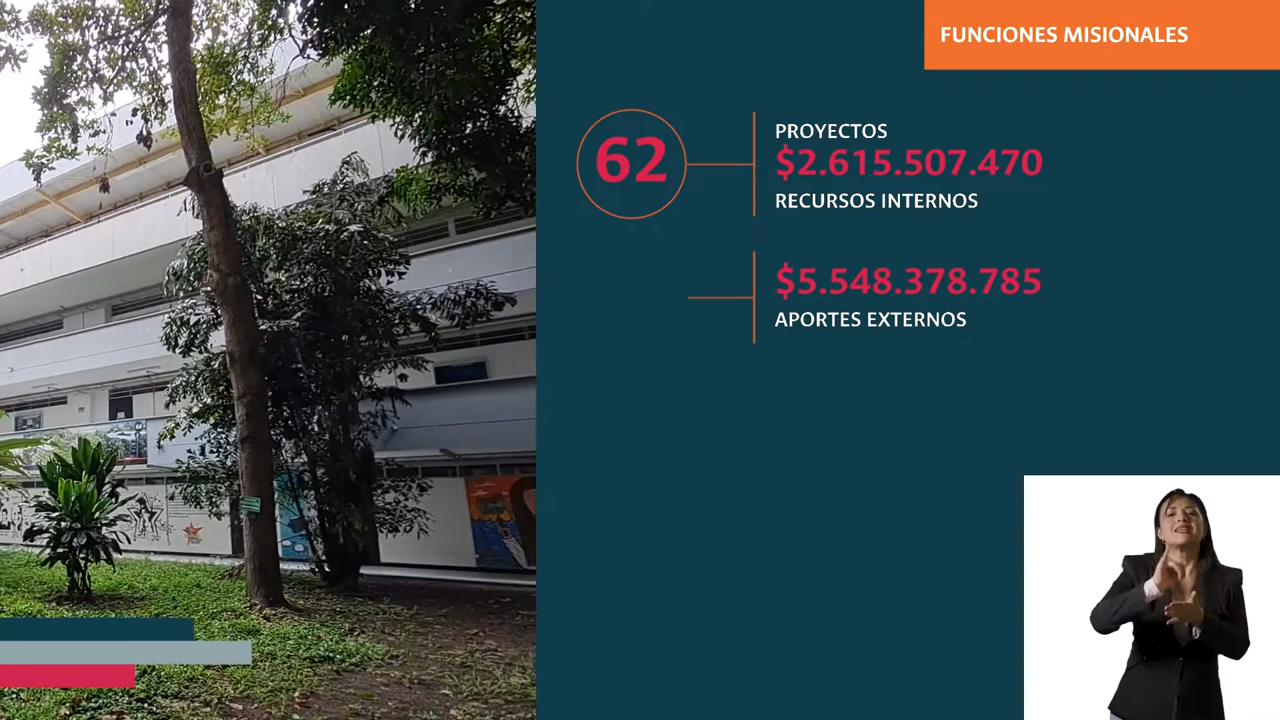 FUNCIONES MISIONALES
62
PROYECTOS
$2.615.507.470
RECURSOS INTERNOS
$5.548.378.785
APORTES EXTERNOS